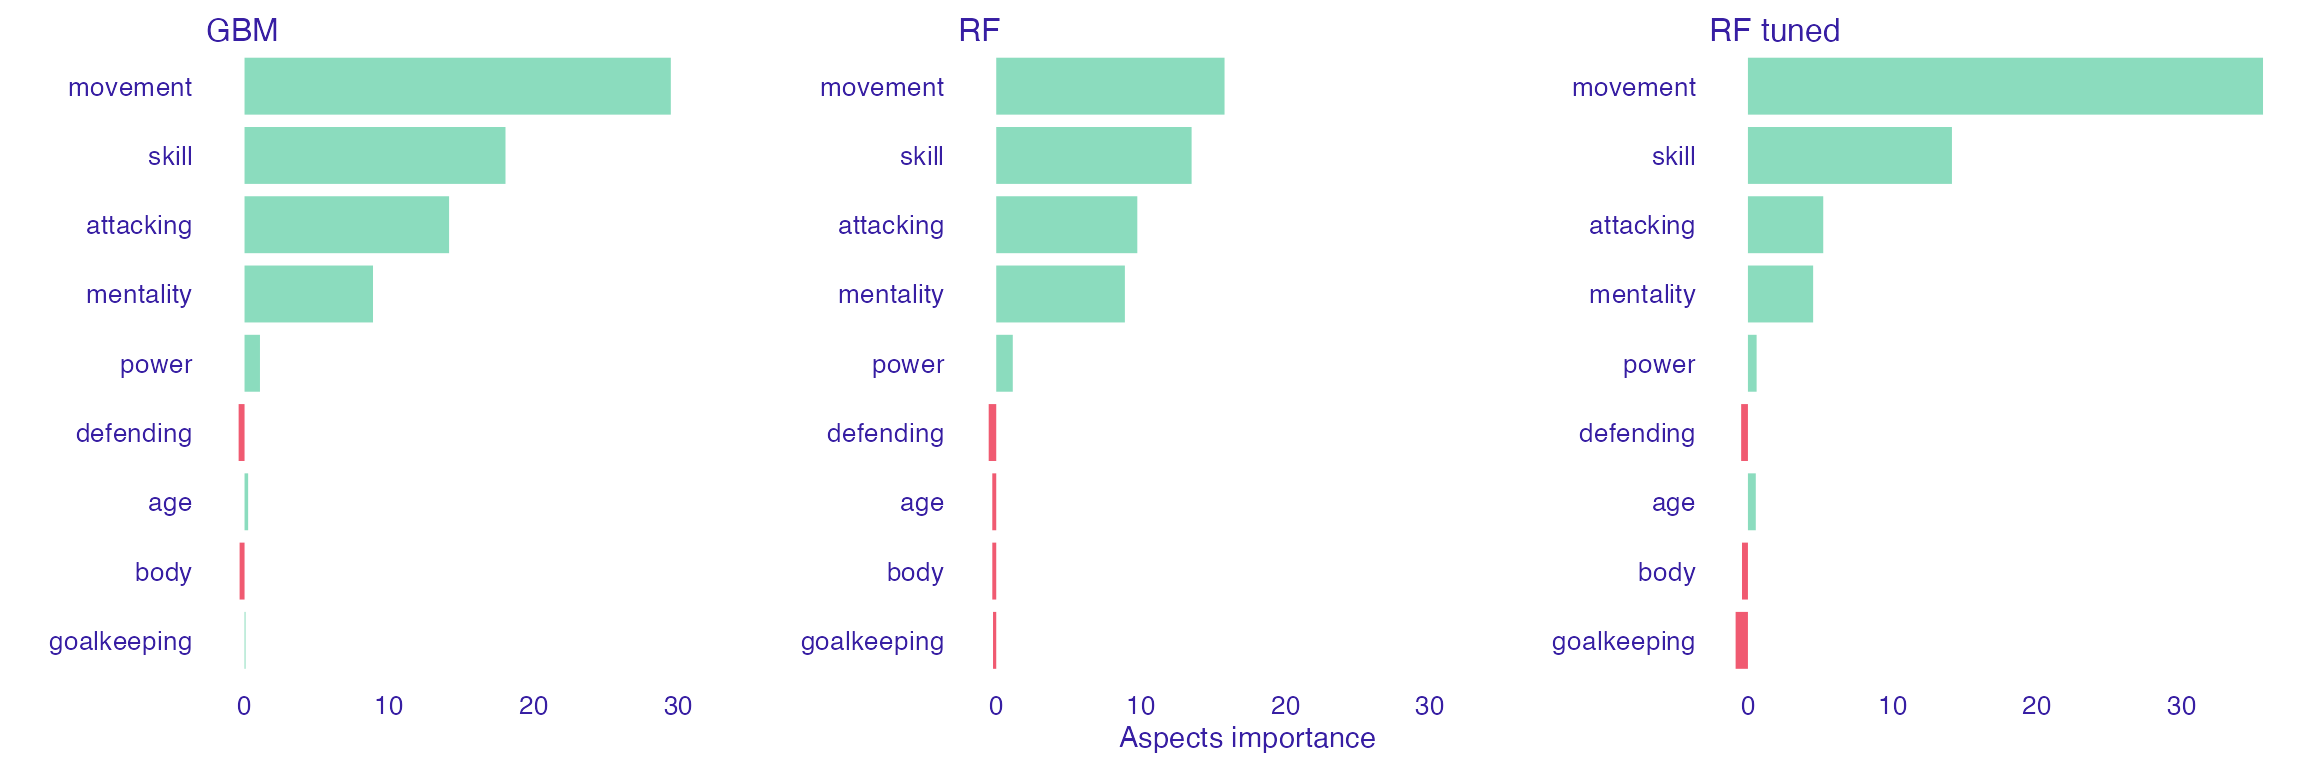 GBM
movement
skill
attacking
mentality
power
defending
age
body
goalkeeping
0 10 20 30
RF
movement
skill
attacking
mentality
power
defending
age
body
goalkeeping
0 10 20 30
RF tuned
movement
skill
attacking
mentality
power
defending
age
body
goalkeeping
0 10 20 30
Aspects importance